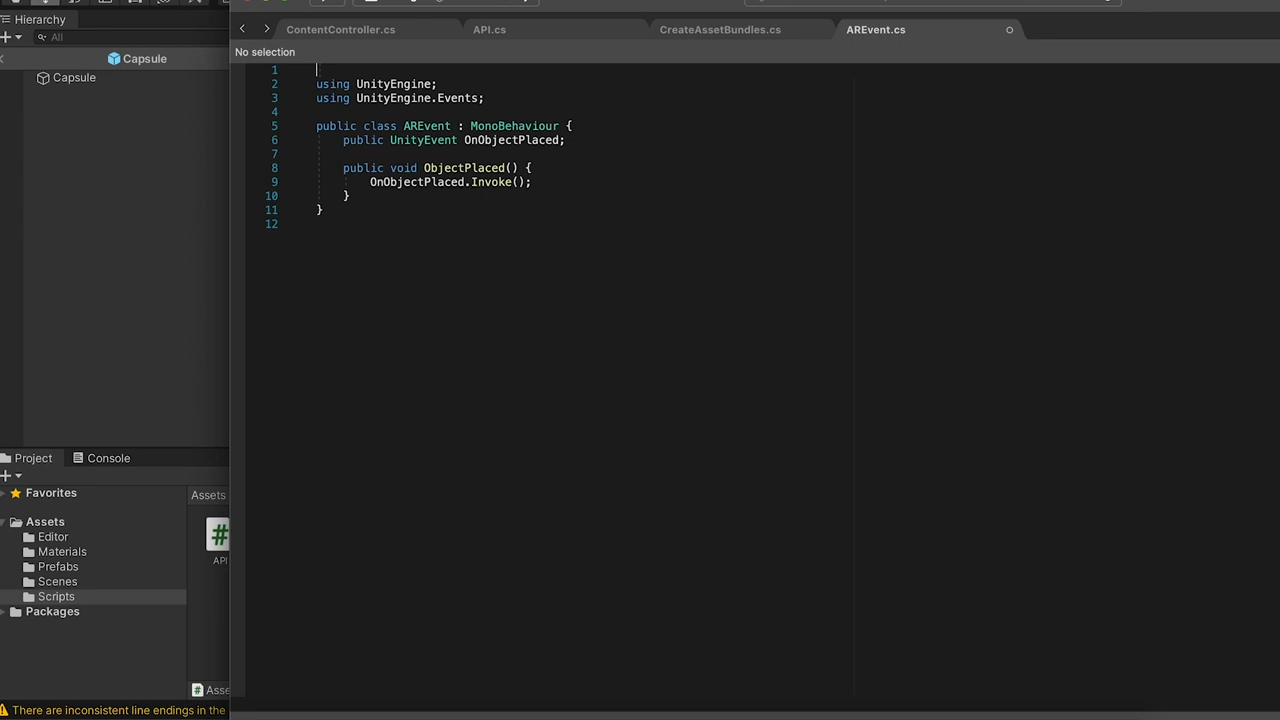 Hierarchy
All
Capsule
Capsule
ContentController.cs
API.cs
CreateAssetBundles.cs
AREvent.cs
No selection
1
2 using UnityEngine;
3 using UnityEngine.Events;
4
5 public class AREvent : MonoBehaviour {
6 public UnityEvent OnObjectPlaced;
7
8 public void ObjectPlaced() {
9 OnObjectPlaced.Invoke();
10 }
11 }
12
Project
Console
Favorites
Assets
Editor
Materials
Prefabs
Scenes
Scripts
Packages
Assets
#
API
# Asse
There are inconsistent line endings in the